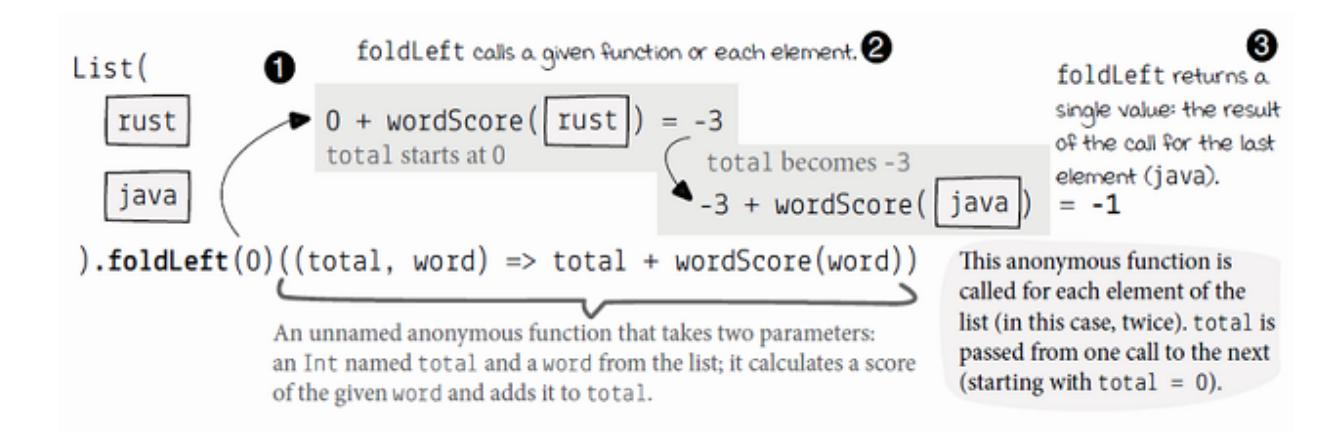 List(
rust
java
).foldLeft(0)((total, word) => total + wordScore(word))
1
0 + wordScore(rust) = -3
total starts at 0
foldLeft calls a given function or each element. 2
total becomes -3
-3 + wordScore(java) = -1
3
foldLeft returns a
single value: the result
of the call for the last
element (java).
An unnamed anonymous function that takes two parameters:
an Int named total and a word from the list; it calculates a score
of the given word and adds it to total.
This anonymous function is
called for each element of the
list (in this case, twice). total is
passed from one call to the next
(starting with total = 0).